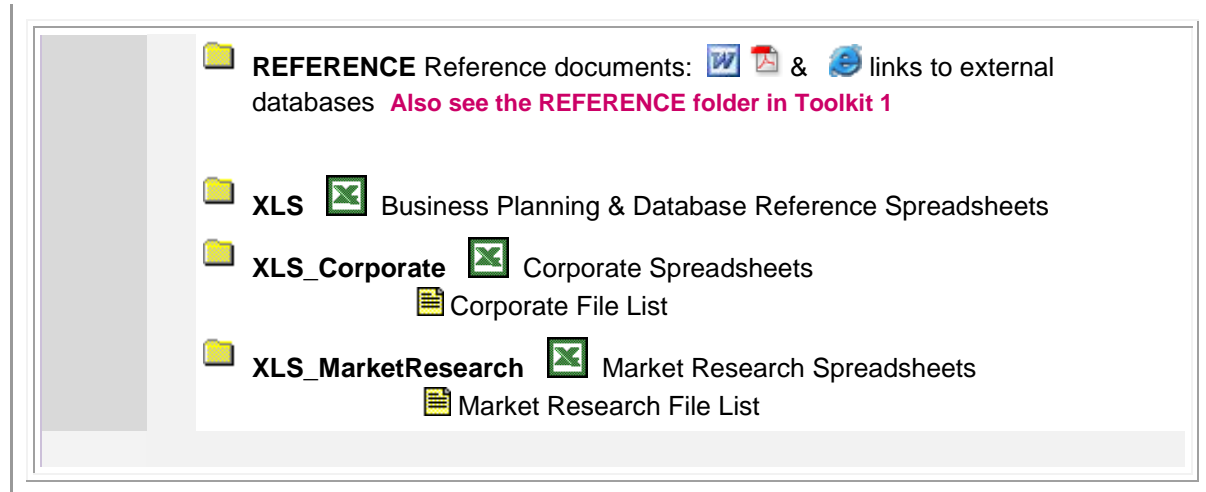 REFERENCE Reference documents: & links to external
databases Also see the REFERENCE folder in Toolkit 1
XLS Business Planning & Database Reference Spreadsheets
XLS_Corporate Corporate Spreadsheets
Corporate File List
XLS_MarketResearch Market Research Spreadsheets
Market Research File List